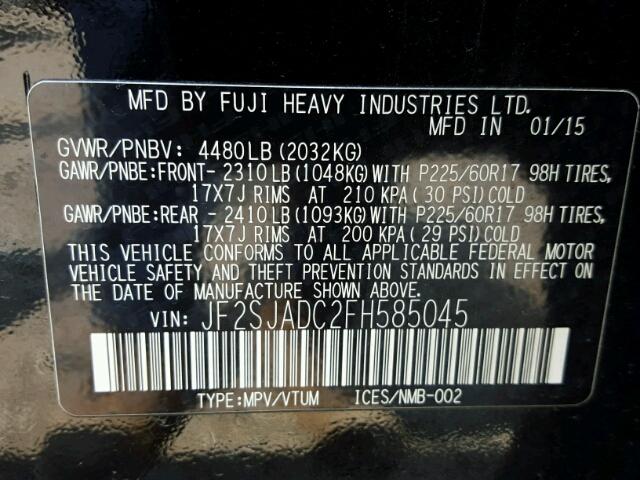 MFD BY FUJI HEAVY INDUSTRIES LTD.
MFD IN 01/15
GVWR/PNBV: 4480LB (2032KG)
GAWR/PNBE:FRONT- 2310 LB (1048KG) WITH P225/60R17 98H TIRES,
17X7J RIMS AT 210 KPA (30 PSI) COLD
GAWR/PNBE:REAR - 2410 LB (1093KG) WITH P225/60R17 98H TIRES,
17X7J RIMS AT 200 KPA (29 PSI) COLD
THIS VEHICLE CONFORMS TO ALL APPLICABLE FEDERAL MOTOR
VEHICLE SAFETY AND THEFT PREVENTION STANDARDS IN EFFECT ON
THE DATE OF MANUFACTURE SHOWN ABOVE.
VIN: JF2SJADC2FH585045
TYPE:MPV/VTUM ICES/NMB-002